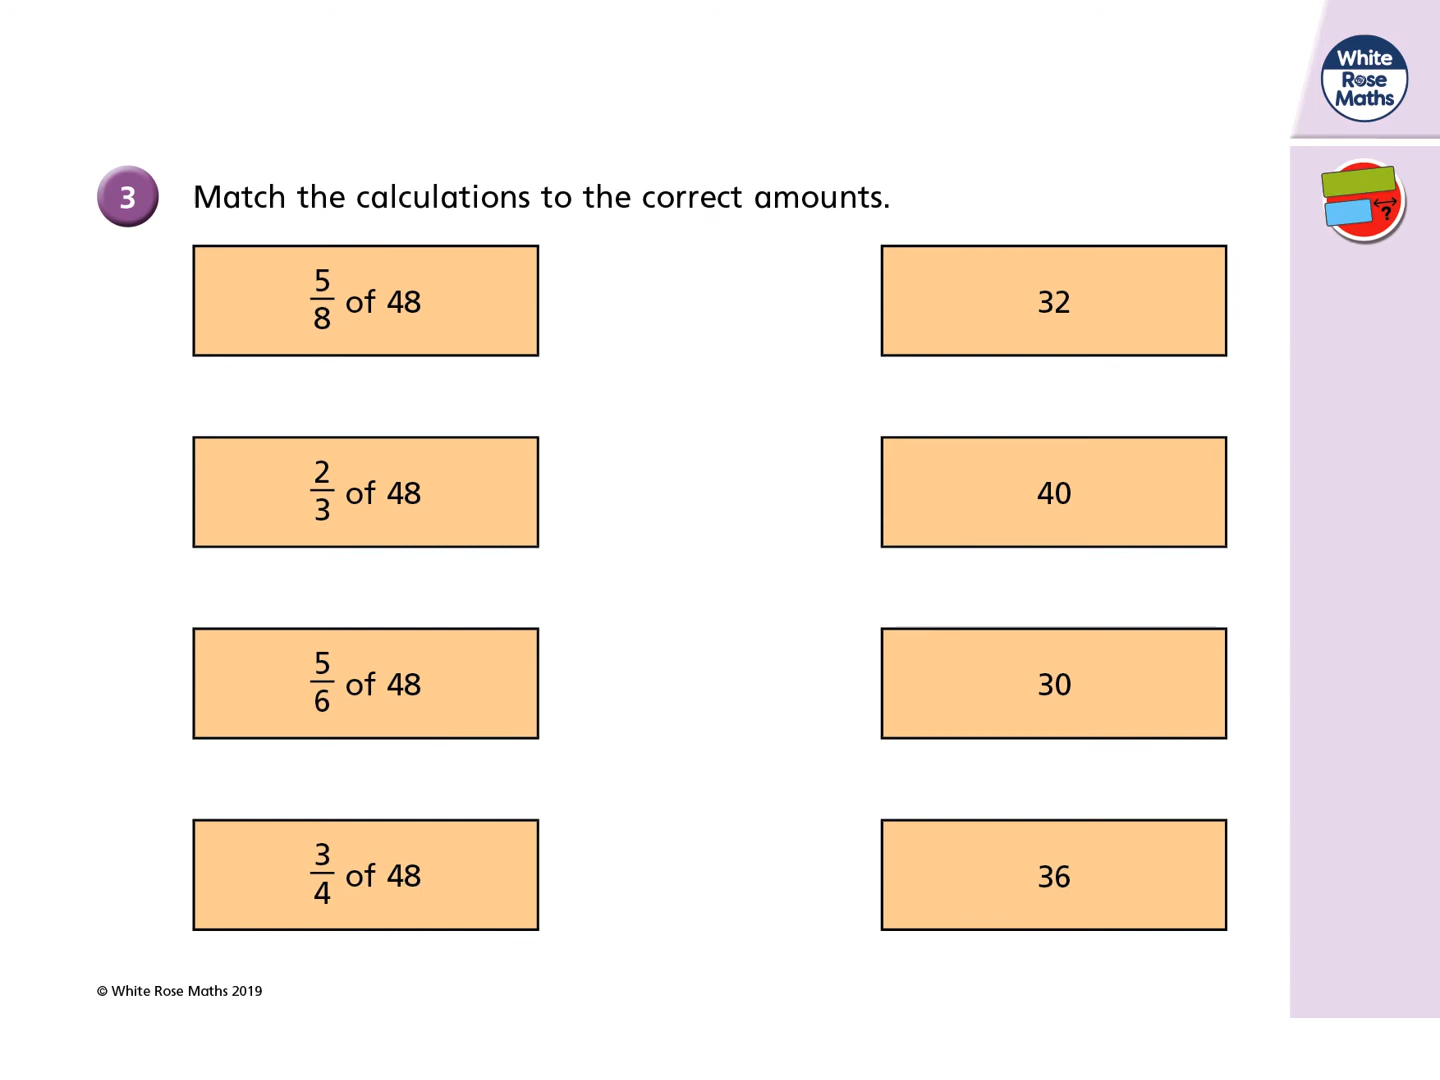 White
Rose
Maths
3 Match the calculations to the correct amounts.
5/8 of 48
32
2/3 of 48
40
5/6 of 48
30
3/4 of 48
36
?
© White Rose Maths 2019